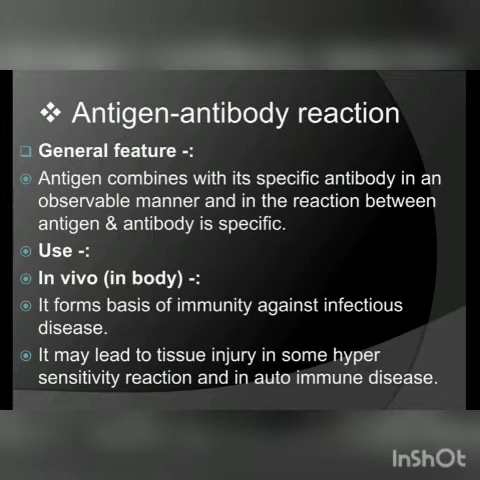 ❖ Antigen-antibody reaction
❑ General feature -:
Antigen combines with its specific antibody in an
observable manner and in the reaction between
antigen & antibody is specific.
Use -:
In vivo (in body) -:
It forms basis of immunity against infectious
disease.
It may lead to tissue injury in some hyper
sensitivity reaction and in auto immune disease.
InShOt